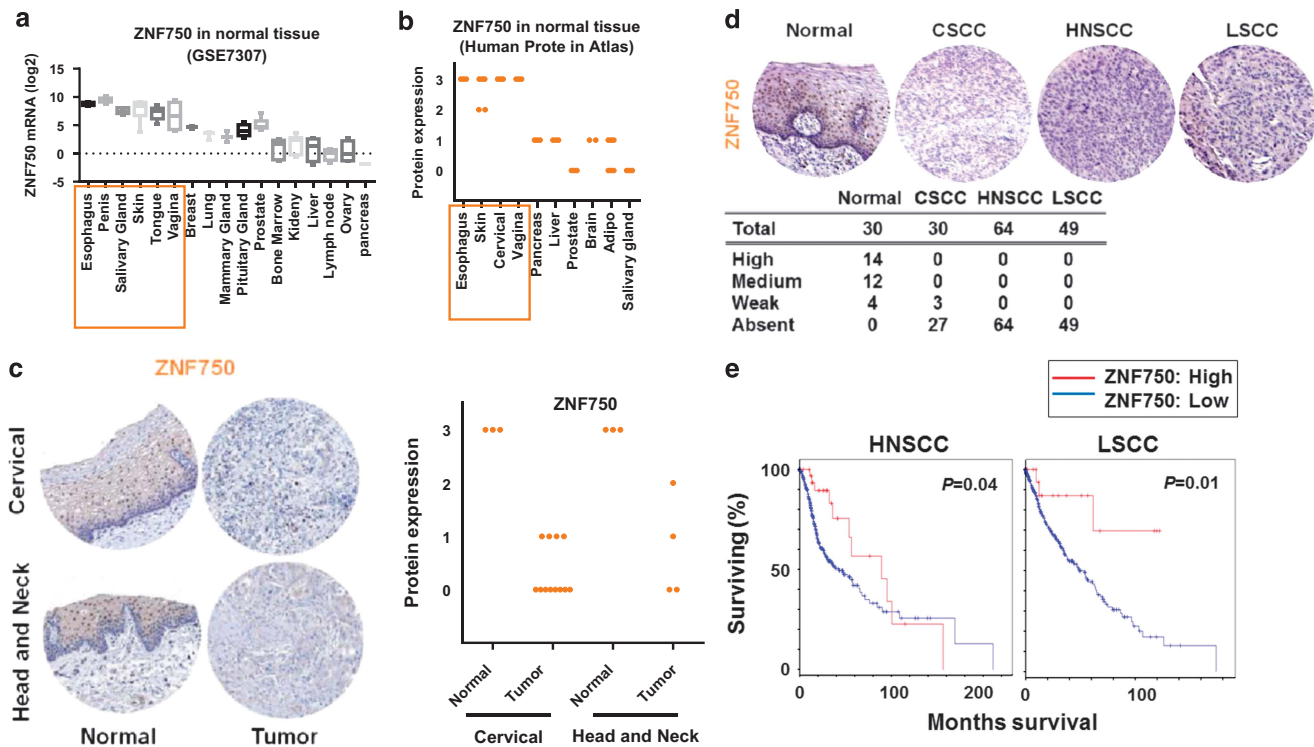 a
ZNF750 in normal tissue
(GSE7307)
ZNF750 mRNA (log2)
15
10
5
0
-5
Esophagus
Penis
Salivary Gland
Skin
Tongue
Vagina
Breast
Lung
Mammary Gland
Pituitary Gland
Prostate
Bone Marrow
Kideny
Liver
Lymph node
Ovary
pancreas
b
ZNF750 in normal tissue
(Human Prote in Atlas)
Protein expression
3
2
1
0
Esophagus
Skin
Cervical
Vagina
Pancreas
Liver
Prostate
Brain
Adipo
Salivary gland
c
ZNF750
Cervical
Head and Neck
Normal Tumor
ZNF750
Protein expression
3
2
1
0
Normal Tumor Normal Tumor
Cervical Head and Neck
d
Normal CSCC HNSCC LSCC
ZNF750
Normal CSCC HNSCC LSCC
Total 30 30 64 49
High 14 0 0 0
Medium 12 0 0 0
Weak 4 3 0 0
Absent 0 27 64 49
e
ZNF750: High
ZNF750: Low
HNSCC LSCC
Surviving (%)
100
50
0
P=0.04
P=0.01
0 100 200
0 100
Months survival